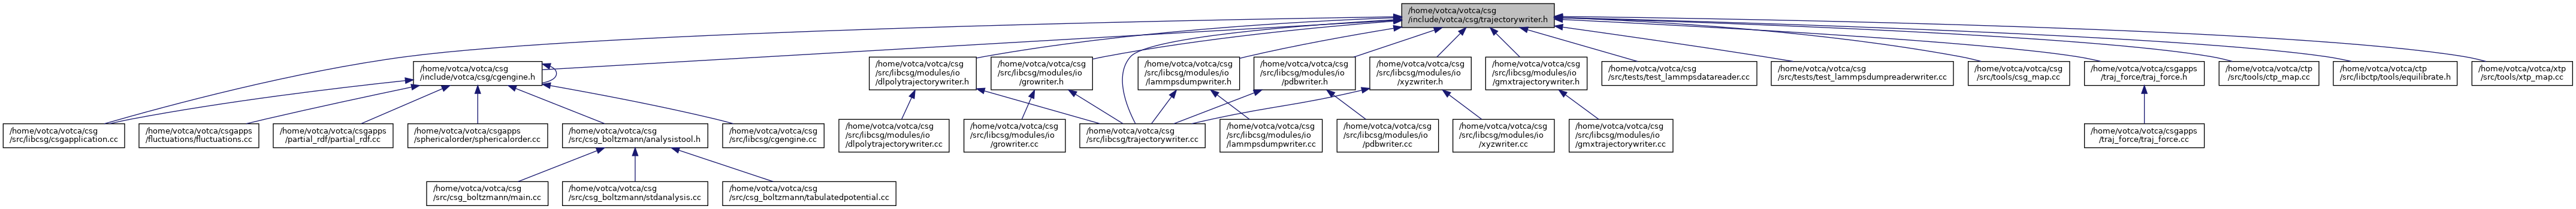 /home/votca/votca/csg
/include/votca/csg/trajectorywriter.h
/home/votca/votca/csg
/include/votca/csg/cgengine.h
/home/votca/votca/csg
/src/libcsg/modules/io
/dlpolytrajectorywriter.h
/home/votca/votca/csg
/src/libcsg/modules/io
/growriter.h
/home/votca/votca/csg
/src/libcsg/modules/io
/lammpsdumpwriter.h
/home/votca/votca/csg
/src/libcsg/modules/io
/pdbwriter.h
/home/votca/votca/csg
/src/libcsg/modules/io
/xyzwriter.h
/home/votca/votca/csg
/src/libcsg/modules/io
/gmxtrajectorywriter.h
/home/votca/votca/csg
/src/tests/test_lammpsdatareader.cc
/home/votca/votca/csg
/src/tests/test_lammpsdumpreaderwriter.cc
/home/votca/votca/csg
/src/tools/csg_map.cc
/home/votca/votca/csgapps
/traj_force/traj_force.h
/home/votca/votca/ctp
/src/tools/ctp_map.cc
/home/votca/votca/ctp
/src/libctp/tools/equilibrate.h
/home/votca/votca/xtp
/src/tools/xtp_map.cc
/home/votca/votca/csg
/src/libcsg/csgapplication.cc
/home/votca/votca/csgapps
/fluctuations/fluctuations.cc
/home/votca/votca/csgapps
/partial_rdf/partial_rdf.cc
/home/votca/votca/csgapps
/sphericalorder/sphericalorder.cc
/home/votca/votca/csg
/src/csg_boltzmann/analysistool.h
/home/votca/votca/csg
/src/libcsg/cgengine.cc
/home/votca/votca/csg
/src/libcsg/modules/io
/dlpolytrajectorywriter.cc
/home/votca/votca/csg
/src/libcsg/modules/io
/growriter.cc
/home/votca/votca/csg
/src/libcsg/trajectorywriter.cc
/home/votca/votca/csg
/src/libcsg/modules/io
/lammpsdumpwriter.cc
/home/votca/votca/csg
/src/libcsg/modules/io
/pdbwriter.cc
/home/votca/votca/csg
/src/libcsg/modules/io
/xyzwriter.cc
/home/votca/votca/csg
/src/libcsg/modules/io
/gmxtrajectorywriter.cc
/home/votca/votca/csgapps
/traj_force/traj_force.cc
/home/votca/votca/csg
/src/csg_boltzmann/main.cc
/home/votca/votca/csg
/src/csg_boltzmann/stdanalysis.cc
/home/votca/votca/csg
/src/csg_boltzmann/tabulatedpotential.cc